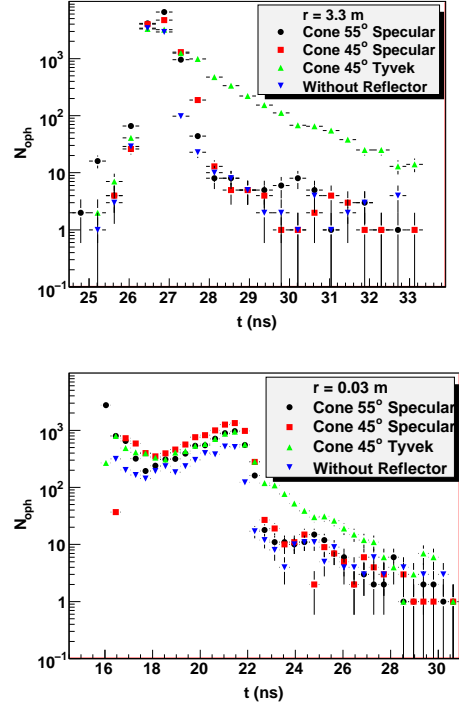 r = 3.3 m
Cone 55° Specular
Cone 45° Specular
Cone 45° Tyvek
Without Reflector
N_oph
10³
10²
10
1
10⁻¹
25 26 27 28 29 30 31 32 33
t (ns)
r = 0.03 m
Cone 55° Specular
Cone 45° Specular
Cone 45° Tyvek
Without Reflector
N_oph
10³
10²
10
1
10⁻¹
16 18 20 22 24 26 28 30
t (ns)